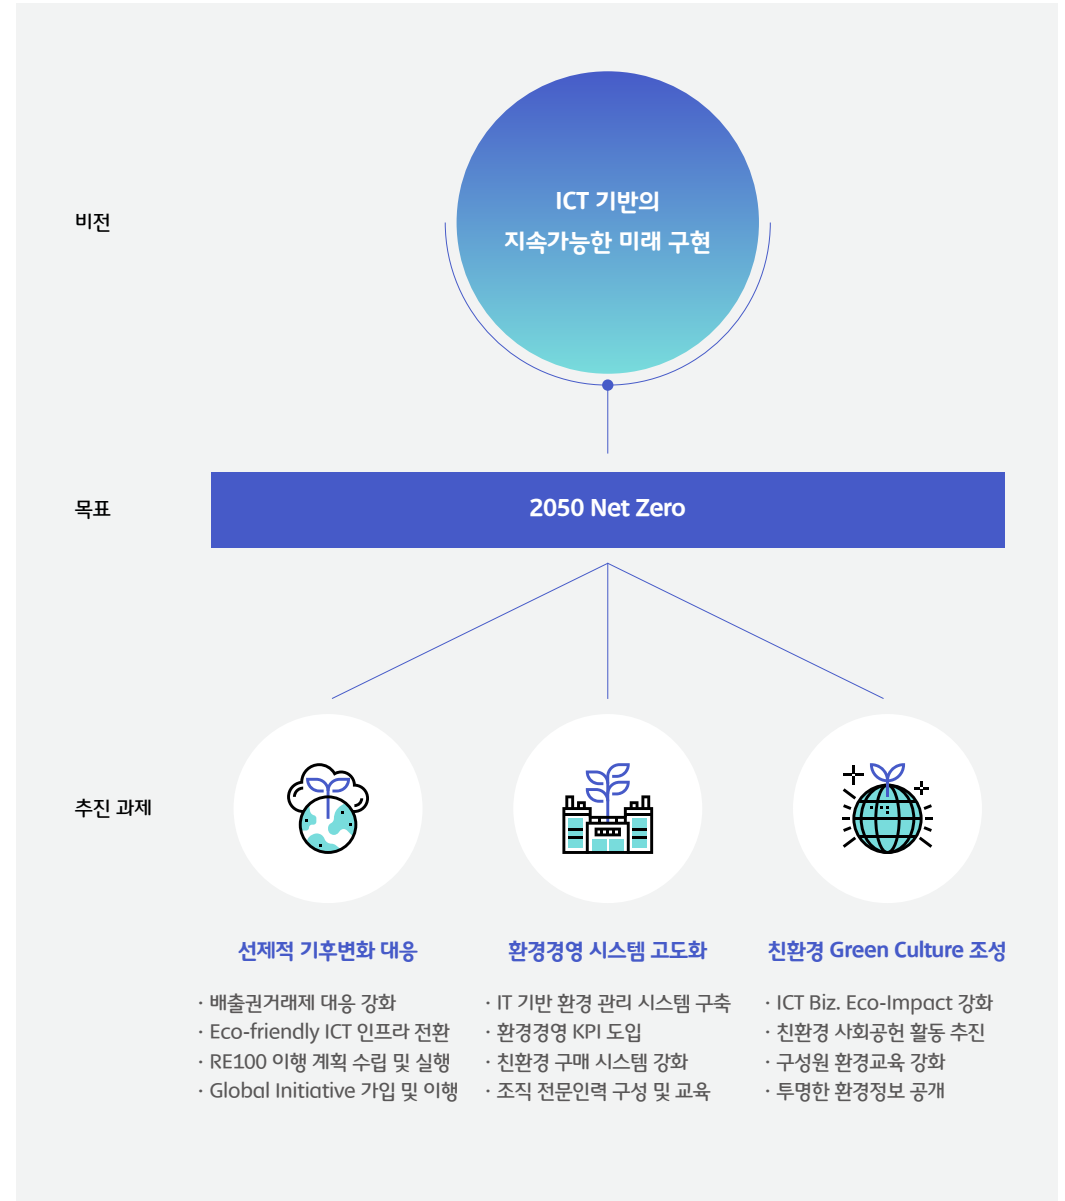 비전
ICT 기반의
지속가능한 미래 구현
목표
2050 Net Zero
추진 과제
선제적 기후변화 대응
· 배출권거래제 대응 강화
· Eco-friendly ICT 인프라 전환
· RE100 이행 계획 수립 및 실행
· Global Initiative 가입 및 이행
환경경영 시스템 고도화
· IT 기반 환경 관리 시스템 구축
· 환경경영 KPI 도입
· 친환경 구매 시스템 강화
· 조직 전문인력 구성 및 교육
친환경 Green Culture 조성
· ICT Biz. Eco-Impact 강화
· 친환경 사회공헌 활동 추진
· 구성원 환경교육 강화
· 투명한 환경정보 공개